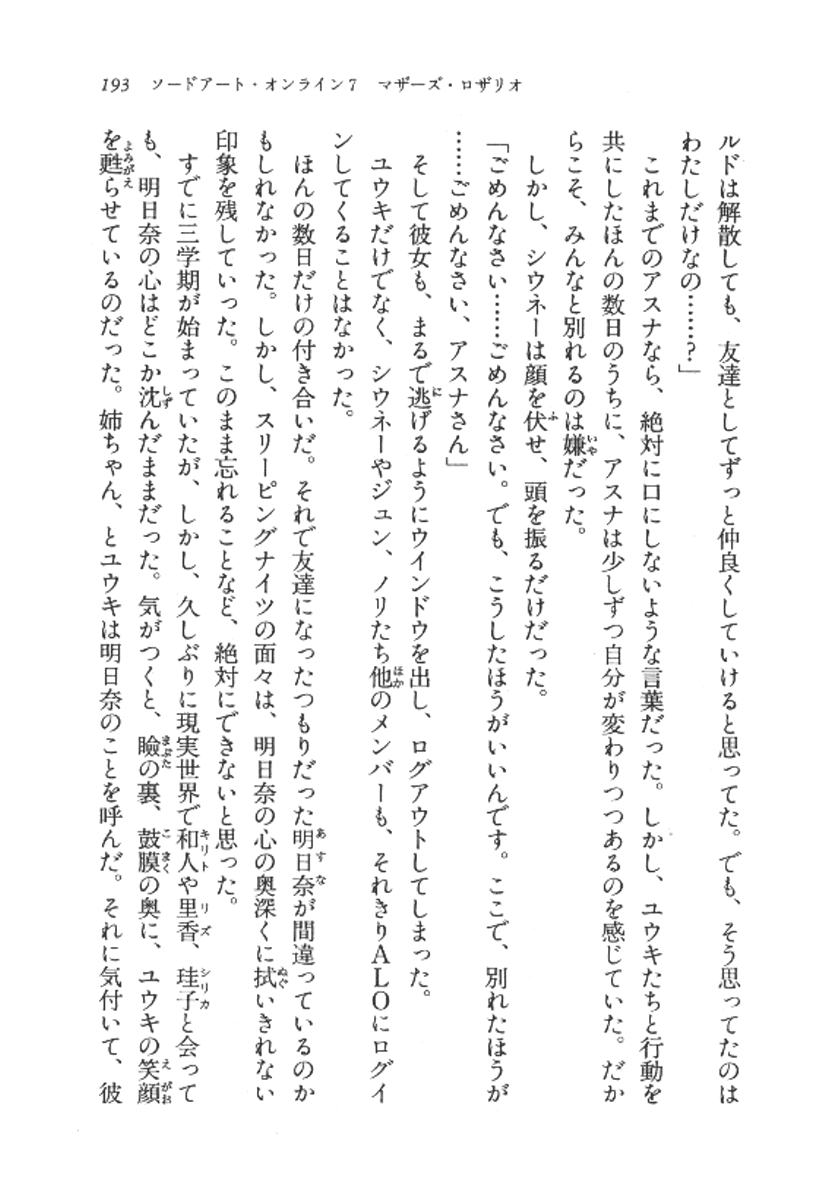 193 ソードアート・オンライン7 マザーズ・ロザリオ
ルドは解散しても、友達としてずっと仲良くしていけると思ってた。でも、そう思ってたのは
わたしだけなの……?」
これまでのアスナなら、絶対に口にしないような言葉だった。しかし、ユウキたちと行動を
共にしたほんの数日のうちに、アスナは少しずつ自分が変わりつつあるのを感じていた。だか
らこそ、みんなと別れるのは嫌だった。
しかし、シウネーは顔を伏せ、頭を振るだけだった。
「ごめんなさい……ごめんなさい。でも、こうしたほうがいいんです。ここで、別れたほうが
……ごめんなさい、アスナさん」
そして彼女も、まるで逃げるようにウインドウを出し、ログアウトしてしまった。
ユウキだけでなく、シウネーやジュン、ノリたち他のメンバーも、それきりALOにログイ
ンしてくることはなかった。
ほんの数日だけの付き合いだ。それで友達になったつもりだった明日奈が間違っているのか
もしれなかった。しかし、スリーピングナイツの面々は、明日奈の心の奥深くに拭いきれない
印象を残していった。このまま忘れることなど、絶対にできないと思った。
すでに三学期が始まっていたが、しかし、久しぶりに現実世界で和人や里香、珪子と会って
も、明日奈の心はどこか沈んだままだった。気がつくと、瞼の裏、鼓膜の奥に、ユウキの笑顔
を甦らせているのだった。姉ちゃん、とユウキは明日奈のことを呼んだ。それに気付いて、彼